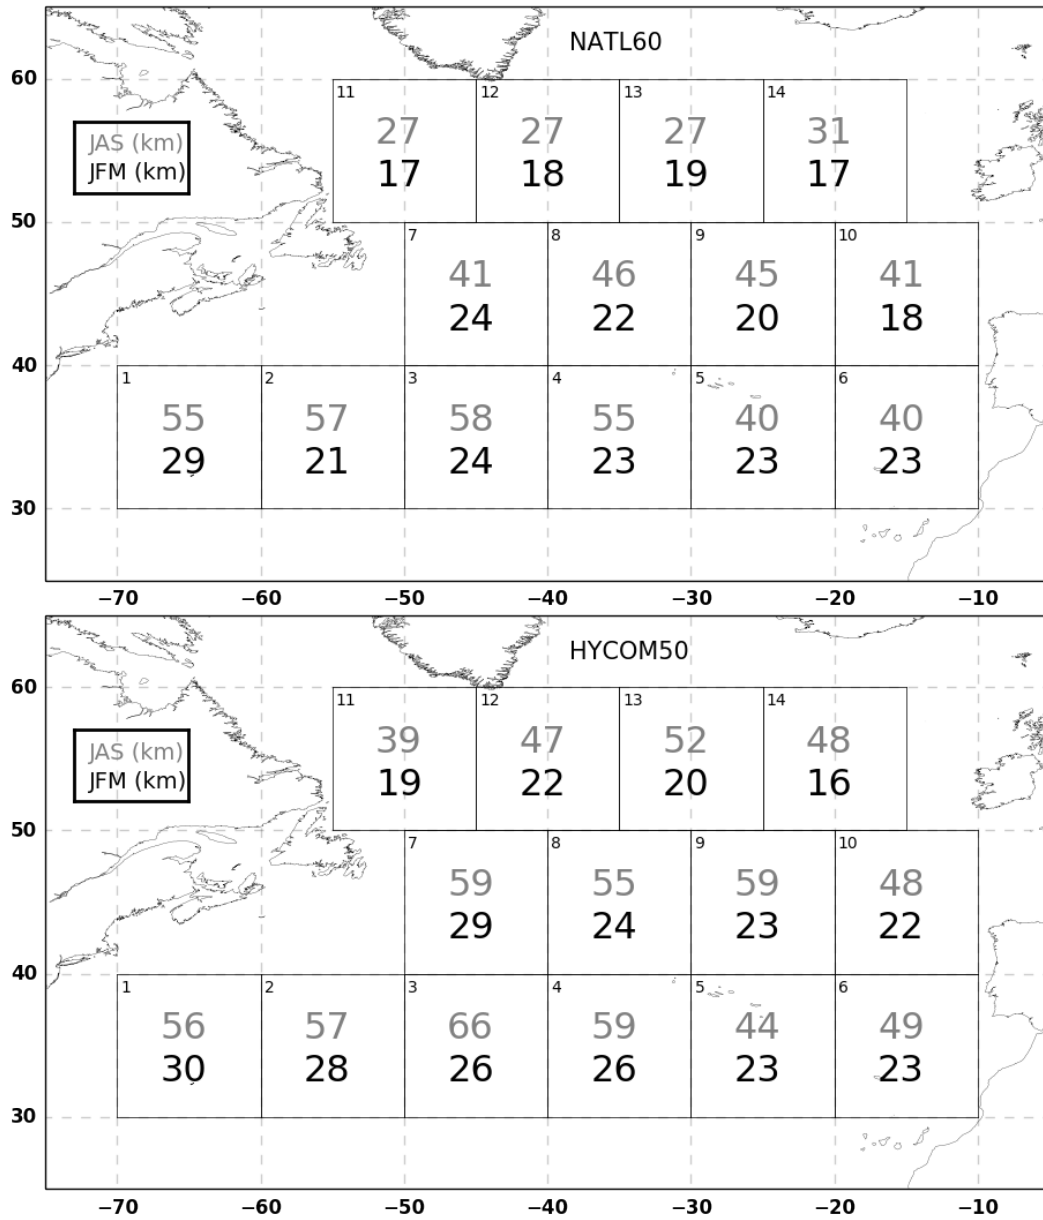 NATL60
60
11 12 13 14
27 27 27 31
JAS (km)
JFM (km)
17 18 19 17
50
7 8 9 10
41 46 45 41
24 22 20 18
40
1 2 3 4 5 6
55 57 58 55 40 40
29 21 24 23 23 23
30
−70 −60 −50 −40 −30 −20 −10
HYCOM50
60
11 12 13 14
39 47 52 48
JAS (km)
JFM (km)
19 22 20 16
50
7 8 9 10
59 55 59 48
29 24 23 22
40
1 2 3 4 5 6
56 57 66 59 44 49
30 28 26 26 23 23
30
−70 −60 −50 −40 −30 −20 −10